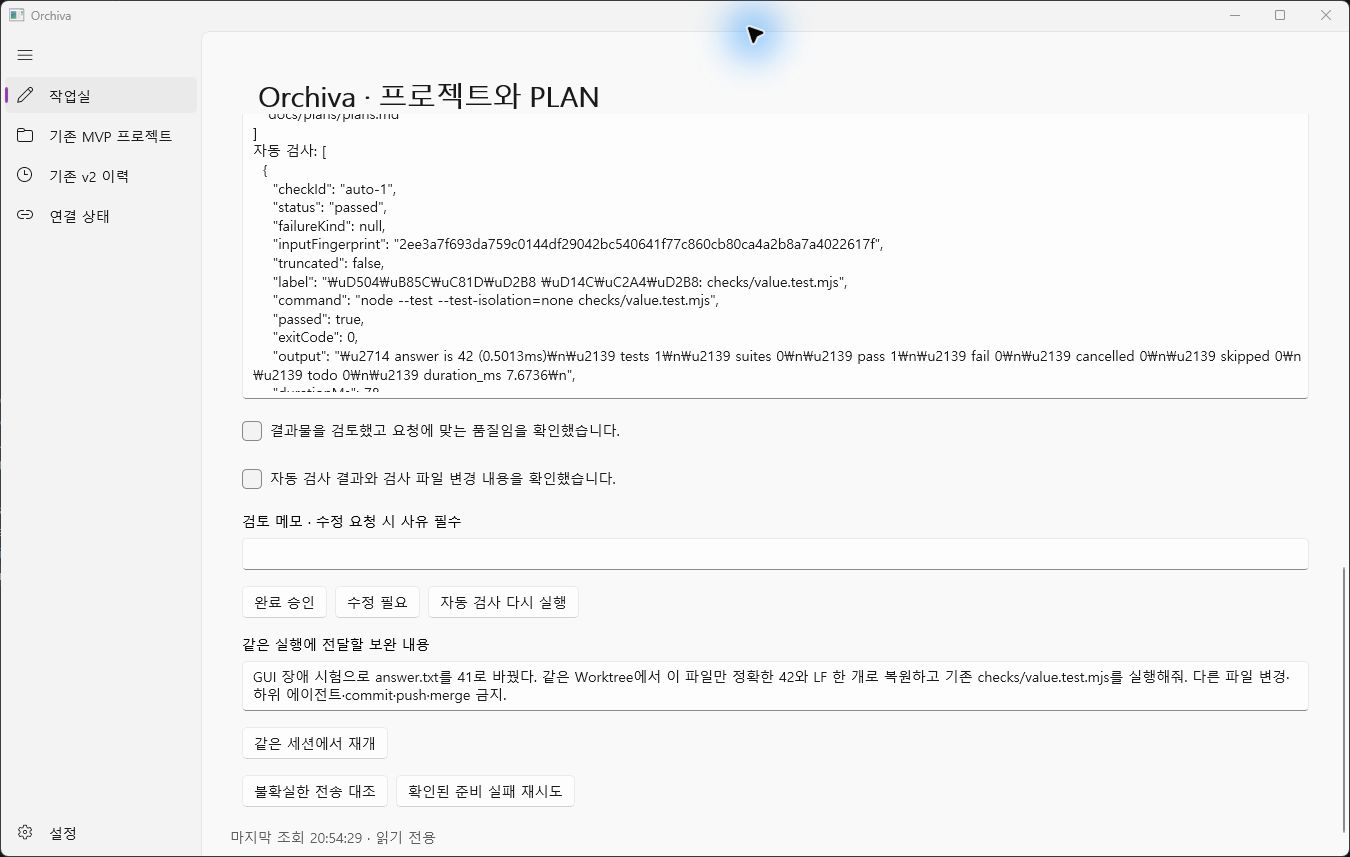 Orchiva
작업실
기존 MVP 프로젝트
기존 v2 이력
연결 상태
설정
Orchiva · 프로젝트와 PLAN
docs/plans/plans.md
]
자동 검사: [
{
"checkId": "auto-1",
"status": "passed",
"failureKind": null,
"inputFingerprint": "2ee3a7f693da759c0144df29042bc540641f77c860cb80ca4a2b8a7a4022617f",
"truncated": false,
"label": "₩uD504₩uB85C₩uC81D₩uD2B8 ₩uD14C₩uC2A4₩uD2B8: checks/value.test.mjs",
"command": "node --test --test-isolation=none checks/value.test.mjs",
"passed": true,
"exitCode": 0,
"output": "₩u2714 answer is 42 (0.5013ms)₩n₩u2139 tests 1₩n₩u2139 suites 0₩n₩u2139 pass 1₩n₩u2139 fail 0₩n₩u2139 cancelled 0₩n₩u2139 skipped 0₩n
₩u2139 todo 0₩n₩u2139 duration_ms 7.6736₩n",
"durationMs": 78
결과물을 검토했고 요청에 맞는 품질임을 확인했습니다.
자동 검사 결과와 검사 파일 변경 내용을 확인했습니다.
검토 메모 · 수정 요청 시 사유 필수
완료 승인 수정 필요 자동 검사 다시 실행
같은 실행에 전달할 보완 내용
GUI 장애 시험으로 answer.txt를 41로 바꿨다. 같은 Worktree에서 이 파일만 정확한 42와 LF 한 개로 복원하고 기존 checks/value.test.mjs를 실행해줘. 다른 파일 변경·
하위 에이전트·commit·push·merge 금지.
같은 세션에서 재개
불확실한 전송 대조 확인된 준비 실패 재시도
마지막 조회 20:54:29 · 읽기 전용